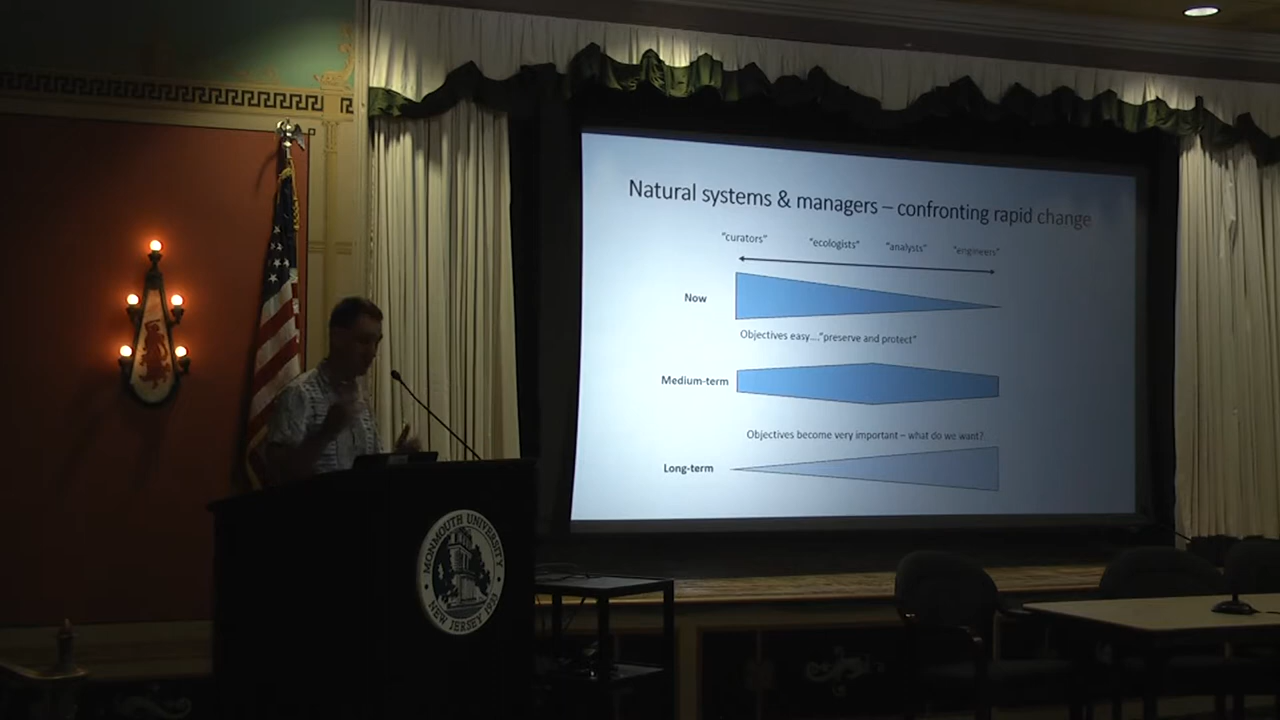 Natural systems & managers – confronting rapid change
"curators" "ecologists" "analysts" "engineers"
Now
Objectives easy...."preserve and protect"
Medium-term
Objectives become very important – what do we want?
Long-term
MONMOUTH UNIVERSITY
NEW JERSEY 1933